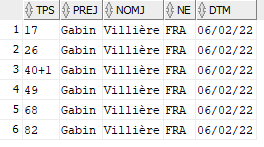 TPS PREJ NOMJ NE DTM
1 17 Gabin Villière FRA 06/02/22
2 26 Gabin Villière FRA 06/02/22
3 40+1 Gabin Villière FRA 06/02/22
4 49 Gabin Villière FRA 06/02/22
5 68 Gabin Villière FRA 06/02/22
6 82 Gabin Villière FRA 06/02/22